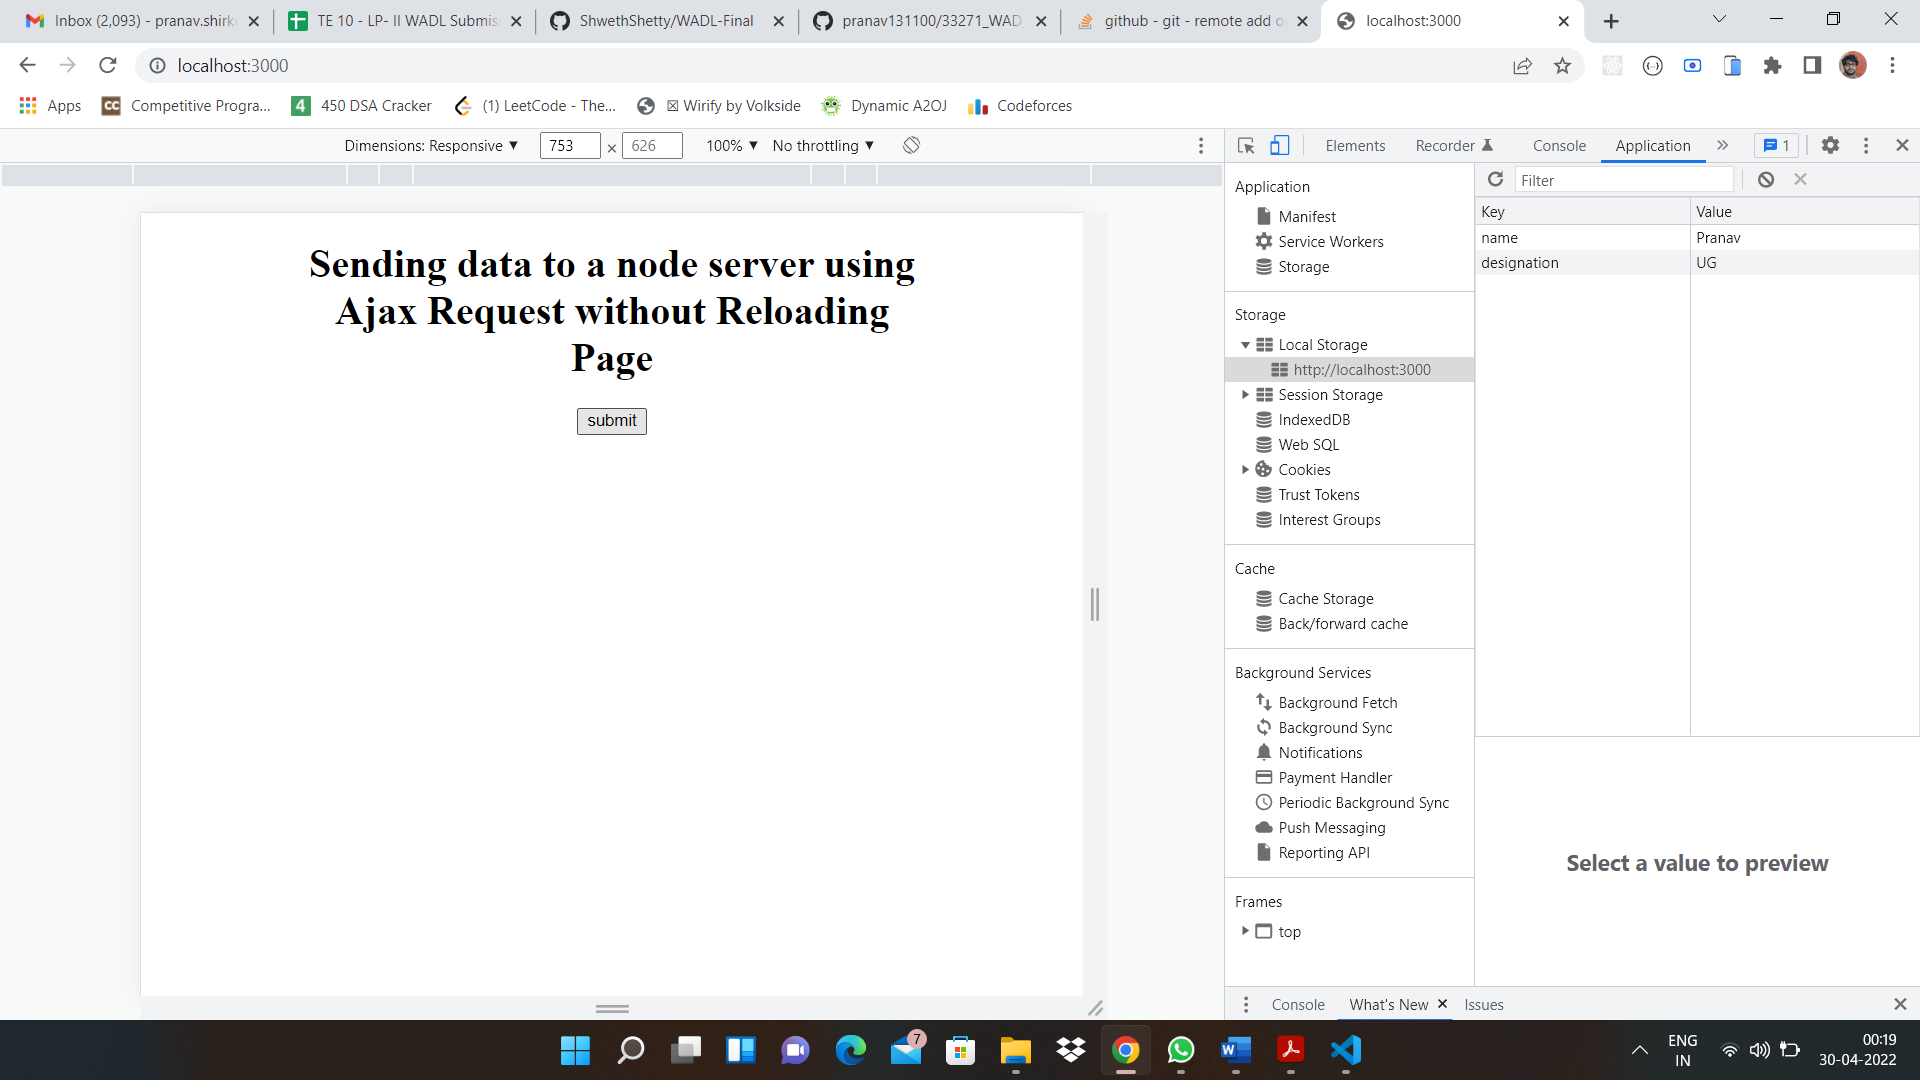 Inbox (2,093) - pranav.shirke
TE 10 - LP- II WADL Submis
ShwethShetty/WADL-Final
pranav131100/33271_WAD
github - git - remote add o
localhost:3000
localhost:3000
Apps
Competitive Progra...
450 DSA Cracker
(1) LeetCode - The...
☒ Wirify by Volkside
Dynamic A2OJ
Codeforces
Dimensions: Responsive ▼ 753 × 626 100% ▼ No throttling ▼
Elements Recorder Console Application » 1
Sending data to a node server using
Ajax Request without Reloading
Page
submit
Application
Manifest
Service Workers
Storage
Storage
Local Storage
http://localhost:3000
Session Storage
IndexedDB
Web SQL
Cookies
Trust Tokens
Interest Groups
Cache
Cache Storage
Back/forward cache
Background Services
Background Fetch
Background Sync
Notifications
Payment Handler
Periodic Background Sync
Push Messaging
Reporting API
Frames
top
Filter
Key Value
name Pranav
designation UG
Select a value to preview
Console What's New Issues
7
ENG
IN
00:19
30-04-2022